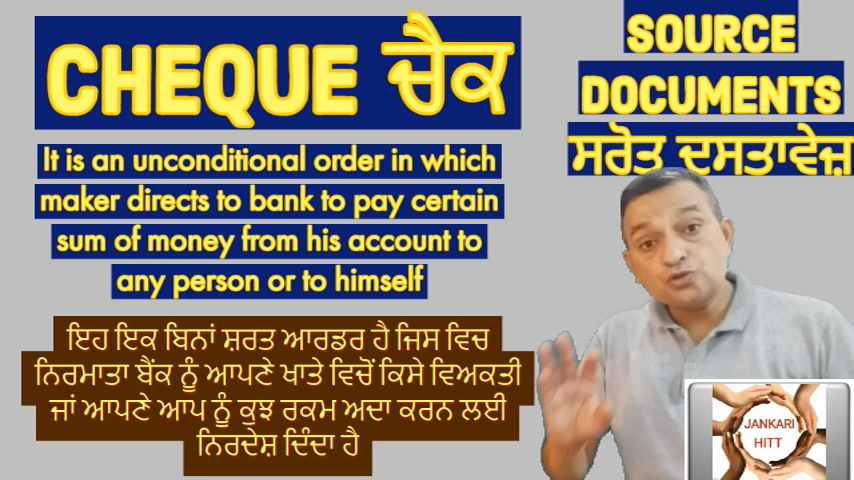 CHEQUE ਚੈਕ
It is an unconditional order in which
maker directs to bank to pay certain
sum of money from his account to
any person or to himself
ਇਹ ਇਕ ਬਿਨਾਂ ਸ਼ਰਤ ਆਰਡਰ ਹੈ ਜਿਸ ਵਿਚ
ਨਿਰਮਾਤਾ ਬੈਂਕ ਨੂੰ ਆਪਣੇ ਖਾਤੇ ਵਿਚੋਂ ਕਿਸੇ ਵਿਅਕਤੀ
ਜਾਂ ਆਪਣੇ ਆਪ ਨੂੰ ਕੁਝ ਰਕਮ ਅਦਾ ਕਰਨ ਲਈ
ਨਿਰਦੇਸ਼ ਦਿੰਦਾ ਹੈ
SOURCE
DOCUMENTS
ਸਰੋਤ ਦਸਤਾਵੇਜ਼
JANKARI
HITT